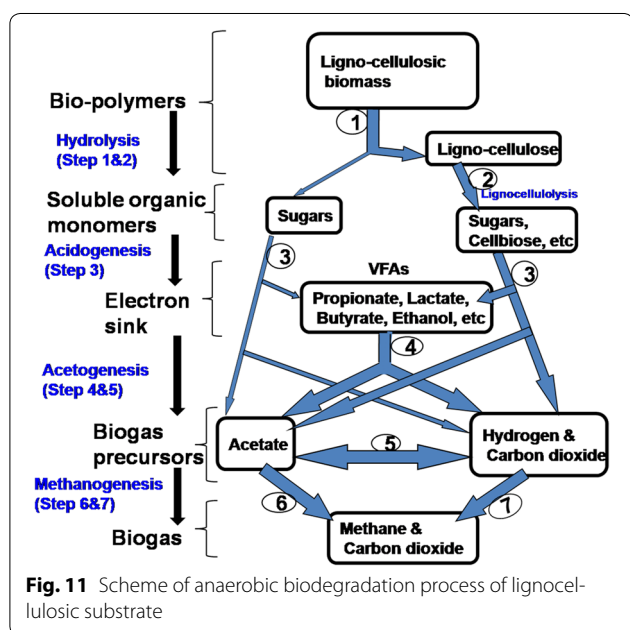 Ligno-cellulosic
biomass
Bio-polymers
1
Hydrolysis
(Step 1&2)
Ligno-cellulose
2
Lignocellulolysis
Soluble organic
monomers
Sugars
Sugars,
Cellbiose, etc
Acidogenesis
(Step 3)
3
3
VFAs
Electron
sink
Propionate, Lactate,
Butyrate, Ethanol, etc
4
Acetogenesis
(Step 4&5)
Biogas
precursors
Acetate
5
Hydrogen &
Carbon dioxide
Methanogenesis
(Step 6&7)
6
7
Biogas
Methane &
Carbon dioxide
Fig. 11 Scheme of anaerobic biodegradation process of lignocel-
lulosic substrate